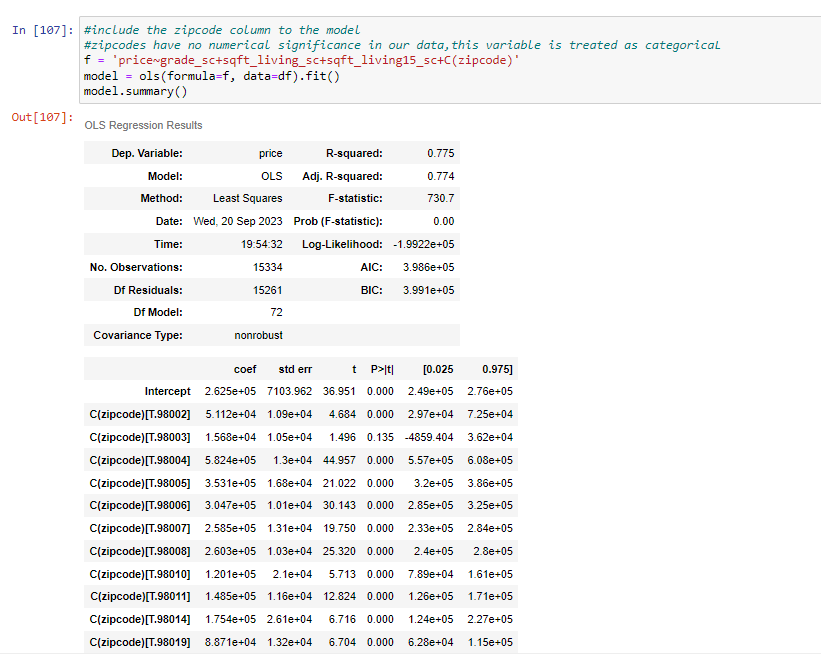 In [107]: #include the zipcode column to the model
#zipcodes have no numerical significance in our data,this variable is treated as categoricaL
f = 'price~grade_sc+sqft_living_sc+sqft_living15_sc+C(zipcode)'
model = ols(formula=f, data=df).fit()
model.summary()
Out[107]: OLS Regression Results
Dep. Variable: price R-squared: 0.775
Model: OLS Adj. R-squared: 0.774
Method: Least Squares F-statistic: 730.7
Date: Wed, 20 Sep 2023 Prob (F-statistic): 0.00
Time: 19:54:32 Log-Likelihood: -1.9922e+05
No. Observations: 15334 AIC: 3.986e+05
Df Residuals: 15261 BIC: 3.991e+05
Df Model: 72
Covariance Type: nonrobust
coef std err t P>|t| [0.025 0.975]
Intercept 2.625e+05 7103.962 36.951 0.000 2.49e+05 2.76e+05
C(zipcode)[T.98002] 5.112e+04 1.09e+04 4.684 0.000 2.97e+04 7.25e+04
C(zipcode)[T.98003] 1.568e+04 1.05e+04 1.496 0.135 -4859.404 3.62e+04
C(zipcode)[T.98004] 5.824e+05 1.3e+04 44.957 0.000 5.57e+05 6.08e+05
C(zipcode)[T.98005] 3.531e+05 1.68e+04 21.022 0.000 3.2e+05 3.86e+05
C(zipcode)[T.98006] 3.047e+05 1.01e+04 30.143 0.000 2.85e+05 3.25e+05
C(zipcode)[T.98007] 2.585e+05 1.31e+04 19.750 0.000 2.33e+05 2.84e+05
C(zipcode)[T.98008] 2.603e+05 1.03e+04 25.320 0.000 2.4e+05 2.8e+05
C(zipcode)[T.98010] 1.201e+05 2.1e+04 5.713 0.000 7.89e+04 1.61e+05
C(zipcode)[T.98011] 1.485e+05 1.16e+04 12.824 0.000 1.26e+05 1.71e+05
C(zipcode)[T.98014] 1.754e+05 2.61e+04 6.716 0.000 1.24e+05 2.27e+05
C(zipcode)[T.98019] 8.871e+04 1.32e+04 6.704 0.000 6.28e+04 1.15e+05